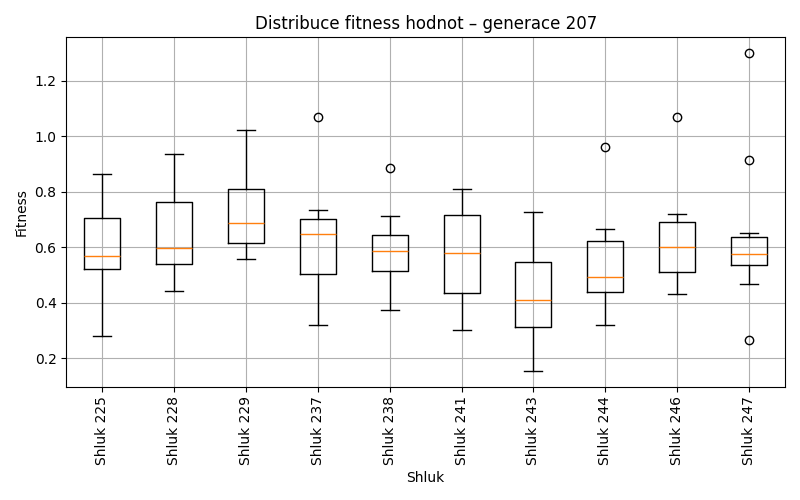 Distribuce fitness hodnot – generace 207
Fitness
1.2
1.0
0.8
0.6
0.4
0.2
Shluk 225
Shluk 228
Shluk 229
Shluk 237
Shluk 238
Shluk 241
Shluk 243
Shluk 244
Shluk 246
Shluk 247
Shluk